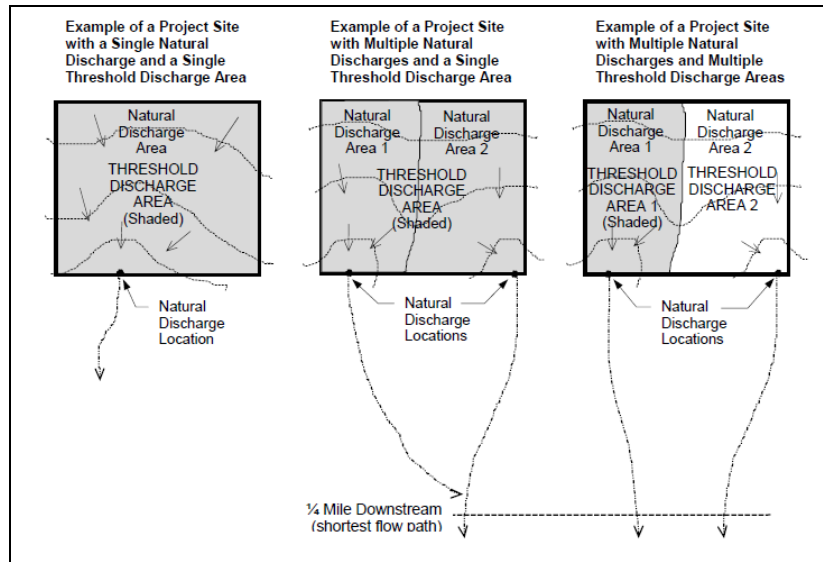 Example of a Project Site
with a Single Natural
Discharge and a Single
Threshold Discharge Area
Natural
Discharge
Area
THRESHOLD
DISCHARGE
AREA
(Shaded)
Natural
Discharge
Location
Example of a Project Site
with Multiple Natural
Discharges and a Single
Threshold Discharge Area
Natural
Discharge
Area 1
Natural
Discharge
Area 2
THRESHOLD
DISCHARGE
AREA
(Shaded)
Natural
Discharge
Locations
Example of a Project Site
with Multiple Natural
Discharges and Multiple
Threshold Discharge Areas
Natural
Discharge
Area 1
THRESHOLD
DISCHARGE
AREA 1
(Shaded)
Natural
Discharge
Area 2
THRESHOLD
DISCHARGE
AREA 2
Natural
Discharge
Locations
¼ Mile Downstream
(shortest flow path)